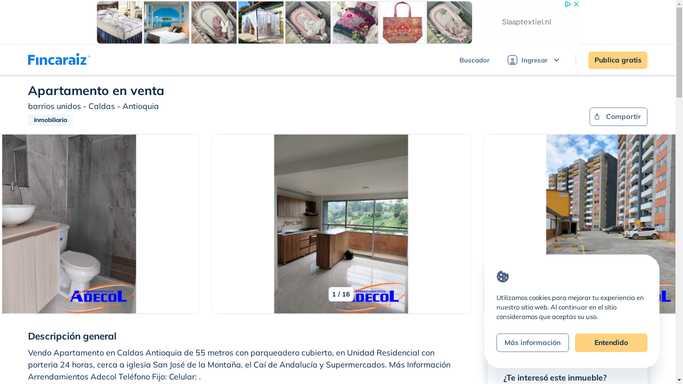 Slaaptextiel.nl
Fincaraiz
Buscador
Ingresar
Publica gratis
Apartamento en venta
barrios unidos - Caldas - Antioquia
Inmobiliaria
Compartir
ADECOL
ADECOL
1 / 16
Descripción general
Vendo Apartamento en Caldas Antioquia de 55 metros con parqueadero cubierto, en Unidad Residencial con
porteria 24 horas, cerca a iglesia San José de la Montaña, el Cai de Andalucía y Supermercados. Más Información
Arrendamientos Adecol Teléfono Fijo: Celular: .
Utilizamos cookies para mejorar tu experiencia en
nuestro sitio web. Al continuar en el sitio
consideramos que aceptas su uso.
Más información
Entendido
¿Te interesó este inmueble?